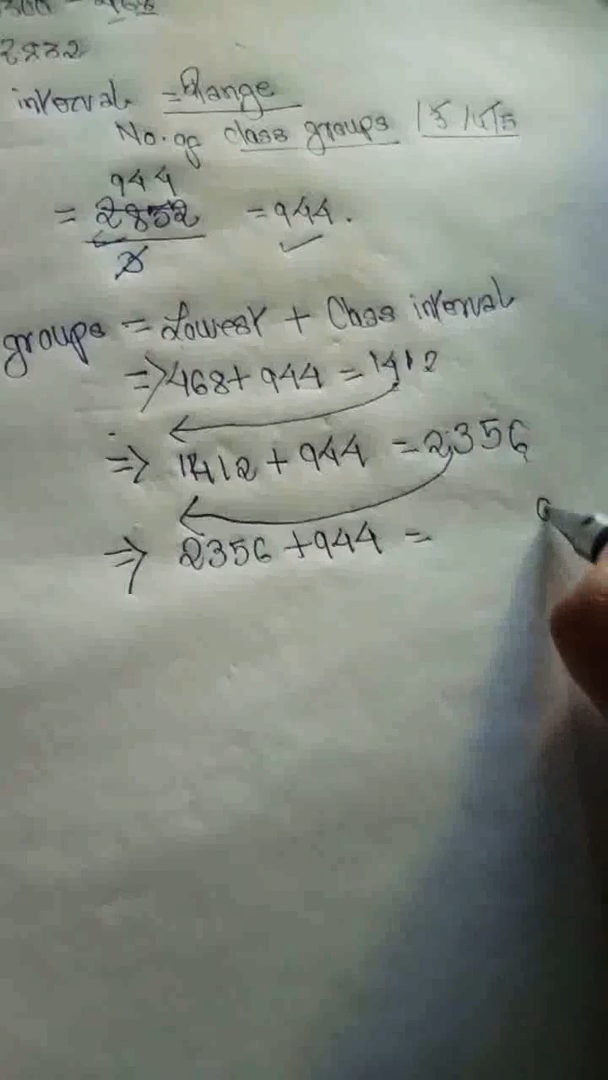 2832
interval = Range
No. of class groups
944
= 2832 = 944.
3
groups = Lowest + Class interval
=> 468 + 944 = 1412
=> 1412 + 944 = 2356
=> 2356 + 944 =